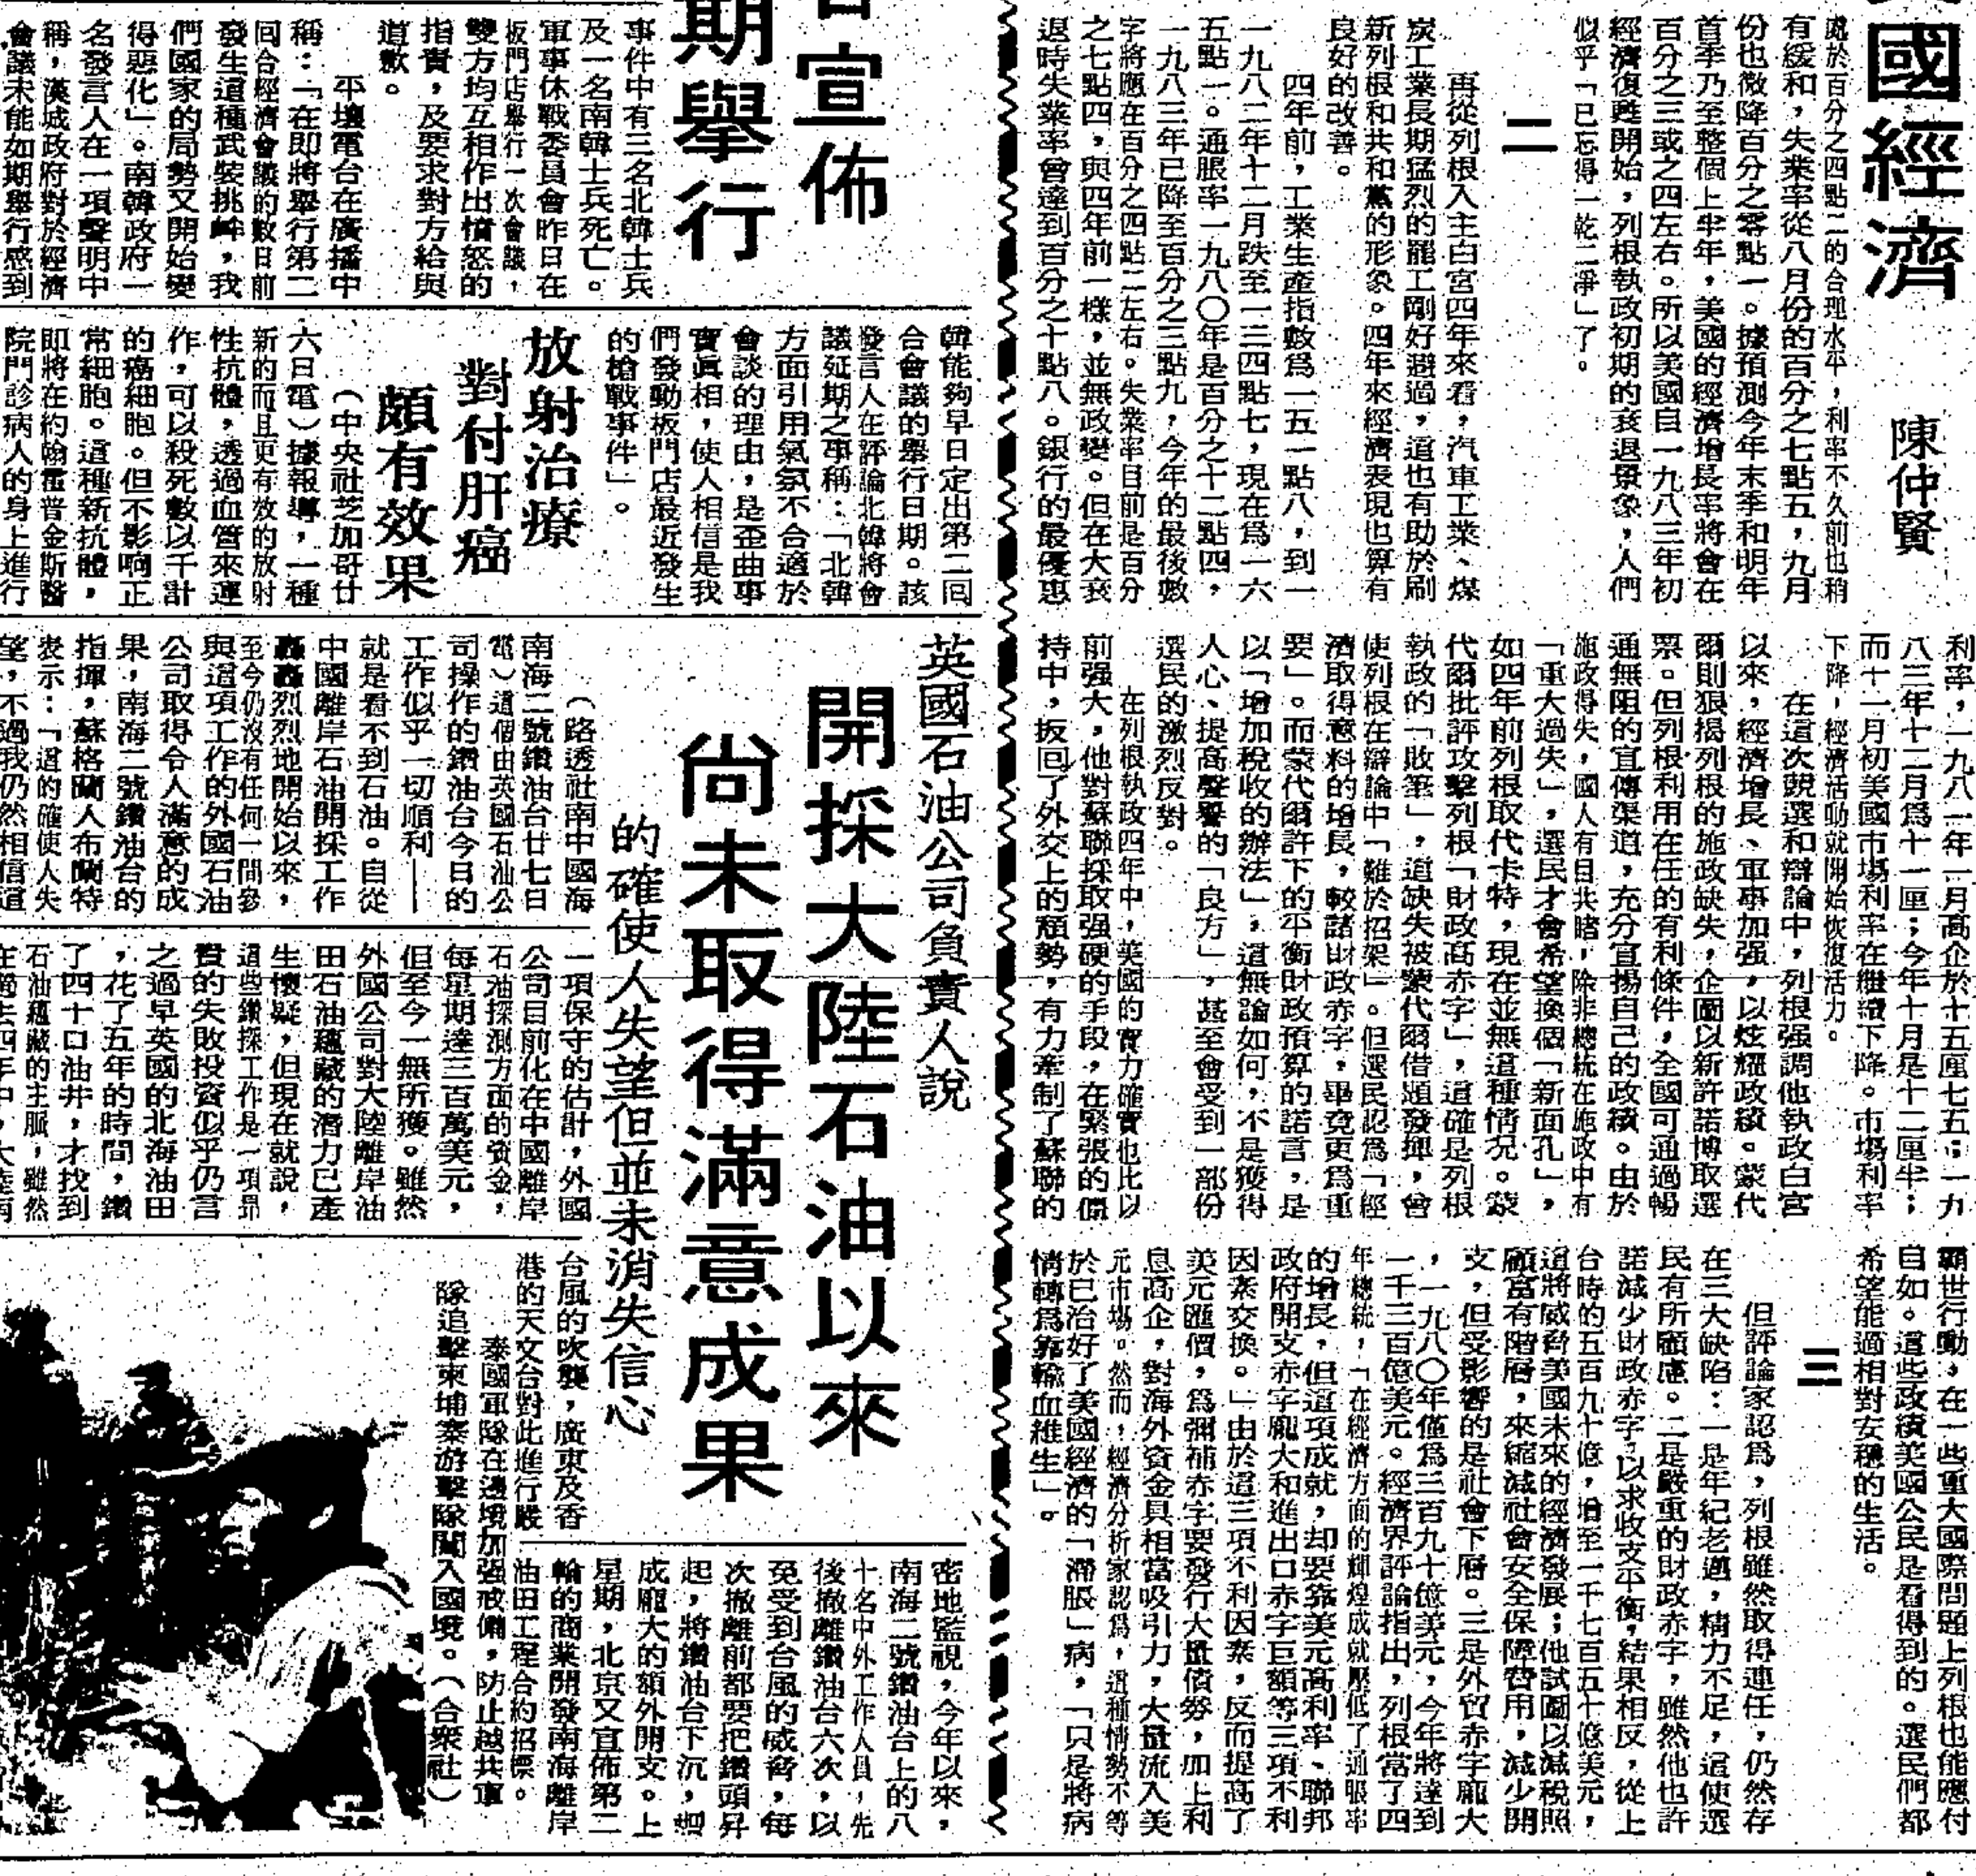 國經濟
陳仲賢
處於百分之四點二的合理水平，利率不久前也稍
有緩和，失業率從八月份的百分之七點五，九月
份也微降百分之零點一。據預測今年末季和明年
首季乃至整個上半年，美國的經濟增長率將會在
百分之三或之四左右。所以美國自一九八三年初
經濟復甦開始，列根執政初期的衰退景象，人們
似乎「已忘得一乾二淨」了。
二
再從列根入主白宮四年來看，汽車工業、煤
炭工業長期猛烈的罷工剛好避過，這也有助於刷
新列根和共和黨的形象。四年來經濟表現也算有
良好的改善。
四年前，工業生產指數爲一五一點八，到一
九八二年十二月跌至一三四點七，現在爲一六
五點一。通脹率一九八〇年是百分之十二點四，
一九八三年已降至百分之三點九，今年的最後數
字將應在百分之四點二左右。失業率目前是百分
之七點四，與四年前一樣，並無政變。但在大衰
退時失業率曾達到百分之十點八。銀行的最優惠
利率，一九八一年一月高企於十五厘七五；一九
八三年十二月爲十一厘；今年十月是十二厘半；
而十一月初美國市場利率在繼續下降。市場利率
下降，經濟活動就開始恢復活力。
在這次競選和辯論中，列根强調他執政白宮
以來，經濟增長、軍事加强，以炫耀政績。蒙代
爾則狠揭列根的施政缺失，企圖以新許諾博取選
票。但列根利用在任的有利條件，全國可通過暢
通無阻的宣傳渠道，充分宣揚自己的政績。由於
施政得失，國人有目共睹，除非總統在施政中有
「重大過失」，選民才會希望換個「新面孔」，
如四年前列根取代卡特，現在並無這種情況。蒙
代爾批評攻擊列根「財政高赤字」，這確是列根
執政的「敗筆」，這缺失被蒙代爾借題發揮，曾
使列根在辯論中「難於招架」。但選民認爲「經
濟取得意料的增長，較諸財政赤字，畢竟更爲重
要」。而蒙代爾許下的平衡財政預算的諾言，是
以「增加稅收的辦法」，這無論如何，不是獲得
人心、提高聲譽的「良方」，甚至會受到一部份
選民的激烈反對。
在列根執政四年中，美國的實力確實也比以
前强大，他對蘇聯採取强硬的手段，在緊張的僵
持中，扳回了外交上的頹勢，有力牽制了蘇聯的
霸世行動，在一些重大國際問題上列根也能應付
自如。這些政績美國公民是看得到的。選民們都
希望能過相對安穩的生活。
三
但評論家認爲，列根雖然取得連任，仍然存
在三大缺陷：一是年紀老邁，精力不足，這使選
民有所顧慮。二是嚴重的財政赤字，雖然他也許
諾減少財政赤字，以求收支平衡，結果相反，從上
台時的五百九十億，增至一千七百五十億美元，
這將威脅美國未來的經濟發展；他試圖以減稅照
顧富有階層，來縮減社會安全保障費用，減少開
支，但受影響的是社會下層。三是外貿赤字龐大
，一九八〇年僅爲三百九十億美元，今年將達到
一千三百億美元。經濟界評論指出，列根當了四
年總統，「在經濟方面的輝煌成就壓低了通脹率
的增長，但這項成就，却要靠美元高利率、聯邦
政府開支赤字龐大和進出口赤字巨額等三項不利
因素交換。」由於這三項不利因素，反而提高了
美元匯價，爲彌補赤字要發行大量債券，加上利
息高企，對海外資金具相當吸引力，大量流入美
元市場。然而，經濟分析家認爲，這種情勢不等
於已治好了美國經濟的「滯脹」病，「只是將病
情轉爲靠輸血維生」。
宣佈
期舉行
事件中有三名北韓士兵
及一名南韓士兵死亡。
軍事休戰委員會昨日在
板門店舉行一次會議，
雙方均互相作出憤怒的
指責，及要求對方給與
道歉。
平壤電台在廣播中
稱：「在即將舉行第二
回合經濟會議的數日前
發生這種武裝挑衅，我
們國家的局勢又開始變
得惡化」。南韓政府一
名發言人在一項聲明中
稱，漢城政府對於經濟
會議未能如期舉行感到
韓能夠早日定出第二回
合會議的舉行日期。該
發言人在評論北韓將會
議延期之事稱：「北韓
方面引用氣氛不合適於
會談的理由，是歪曲事
實眞相，使人相信是我
們發動板門店最近發生
的槍戰事件」。
放射治療
對付肝癌
頗有效果
（中央社芝加哥廿
六日電）據報導，一種
新的而且更有效的放射
性抗體，透過血管來運
作，可以殺死數以千計
的癌細胞。但不影响正
常細胞。這種新抗體，
即將在約翰霍普金斯醫
院門診病人的身上進行
英國石油公司負責人說
開採大陸石油以來
尚未取得滿意成果
的確使人失望但並未消失信心
（路透社南中國海
南海二號鑽油台廿七日
電）這個由英國石油公
司操作的鑽油台今日的
工作似乎一切順利——
就是看不到石油。自從
中國離岸石油開採工作
轟轟烈烈地開始以來，
至今仍沒有任何一間參
與這項工作的外國石油
公司取得令人滿意的成
果，南海二號鑽油台的
指揮，蘇格蘭人布蘭特
表示：「這的確使人失
望，不過我仍然相信這
一項保守的估計，外國
公司目前化在中國離岸
石油探測方面的資金，
每星期達三百萬美元，
但至今一無所獲。雖然
外國公司對大陸離岸油
田石油蘊藏的潛力已產
生懷疑，但現在就說，
這些鑽探工作是一項昂
貴的失敗投資似乎仍言
之過早英國的北海油田
，花了五年的時間，鑽
了四十口油井，才找到
石油蘊藏的主脈，雖然
台風的吹襲，廣東及香
港的天文台對此進行嚴
密地監視，今年以來，
南海二號鑽油台上的八
十名中外工作人員，先
後撤離鑽油台六次，以
免受到台風的威脅，每
次撤離前都要把鑽頭昇
起，將鑽油台下沉，
成龐大的額外開支。上
星期，北京又宣佈第二
輪的商業開發南海離岸
油田工程合約招標。
泰國軍隊在邊境加强戒備，防止越共軍
隊追擊柬埔寨游擊隊闖入國境。（合衆社）